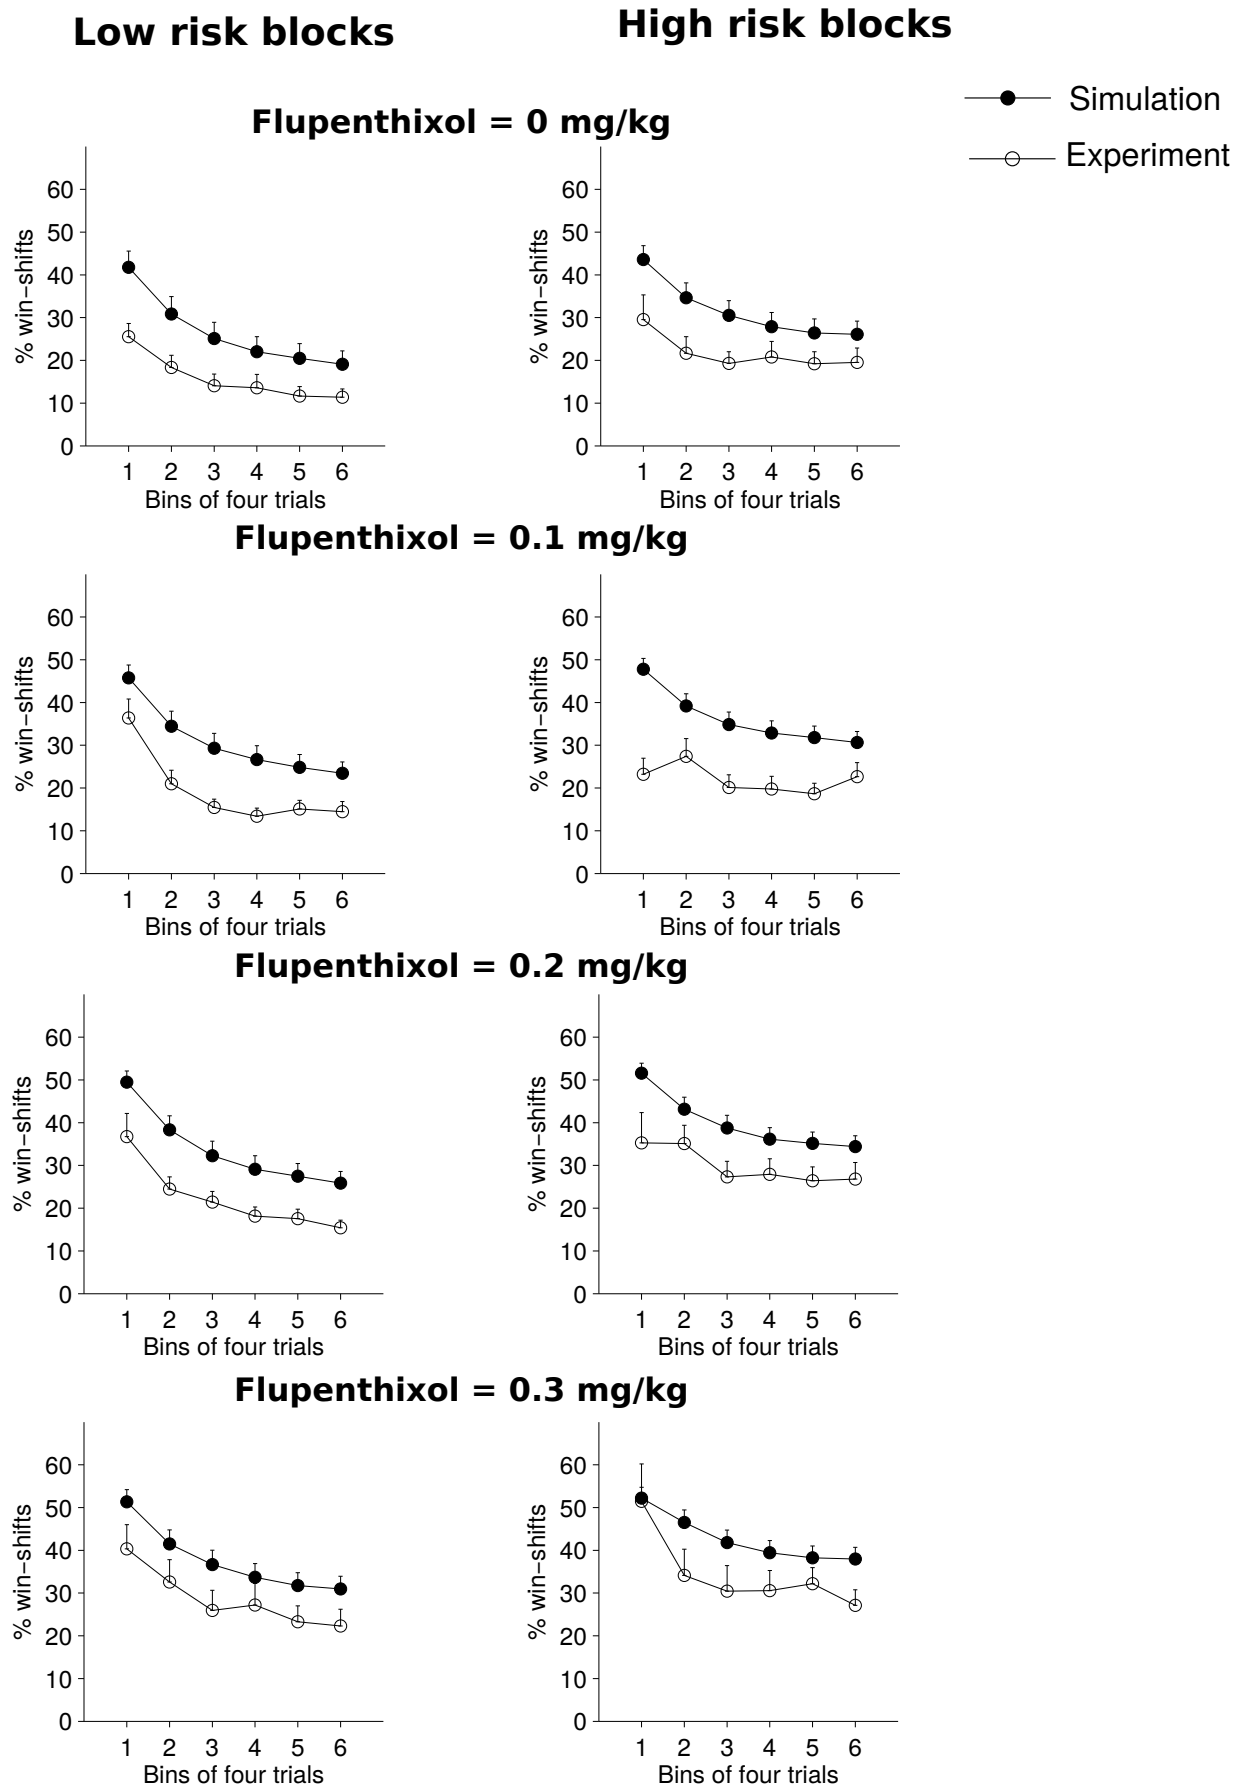 Low risk blocks
High risk blocks
Simulation
Experiment
Flupenthixol = 0 mg/kg
% win−shifts
60
50
40
30
20
10
0
1 2 3 4 5 6
Bins of four trials
% win−shifts
60
50
40
30
20
10
0
1 2 3 4 5 6
Bins of four trials
Flupenthixol = 0.1 mg/kg
% win−shifts
60
50
40
30
20
10
0
1 2 3 4 5 6
Bins of four trials
% win−shifts
60
50
40
30
20
10
0
1 2 3 4 5 6
Bins of four trials
Flupenthixol = 0.2 mg/kg
% win−shifts
60
50
40
30
20
10
0
1 2 3 4 5 6
Bins of four trials
% win−shifts
60
50
40
30
20
10
0
1 2 3 4 5 6
Bins of four trials
Flupenthixol = 0.3 mg/kg
% win−shifts
60
50
40
30
20
10
0
1 2 3 4 5 6
Bins of four trials
% win−shifts
60
50
40
30
20
10
0
1 2 3 4 5 6
Bins of four trials